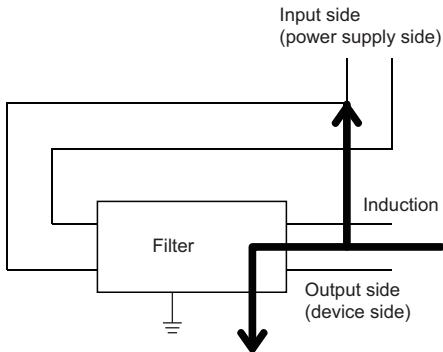 Input side
(power supply side)
Induction
Filter
Output side
(device side)